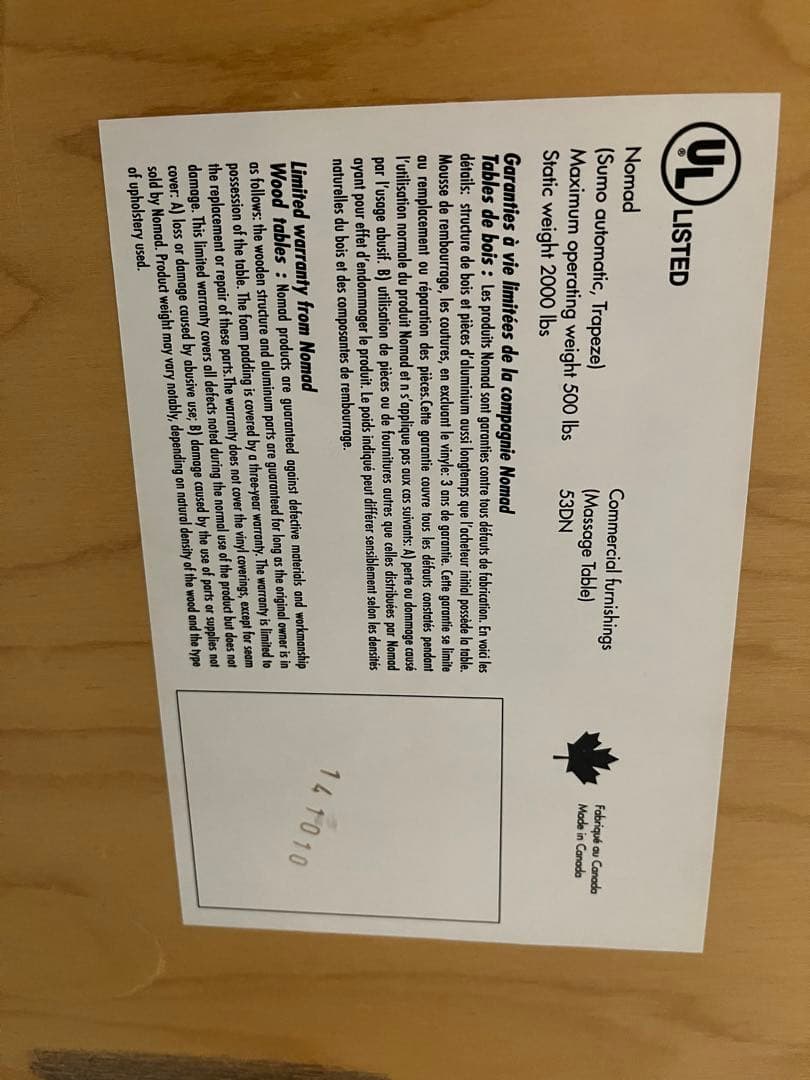 UL® LISTED
Nomad
(Sumo automatic, Trapeze)
Maximum operating weight 500 lbs
Static weight 2000 lbs
Commercial furnishings
(Massage Table)
53DN
Fabriqué au Canada
Made in Canada
Garanties à vie limitées de la compagnie Nomad
Tables de bois : Les produits Nomad sont garanties contre tous défauts de fabrication. En voici les
détails: structure de bois et pièces d'aluminium aussi longtemps que l'acheteur initial possède la table.
Mousse de rembourrage, les coutures, en excluant le vinyle: 3 ans de garantie. Cette garantie se limite
au remplacement ou réparation des pièces.Cette garantie couvre tous les défauts constatés pendant
l'utilisation normale du produit Nomad et n s'applique pas aux cas suivants: A) perte ou dommage causé
par l'usage abusif. B) utilisation de pièces ou de fournitures autres que celles distribuées par Nomad
ayant pour effet d'endommager le produit. Le poids indiqué peut différer sensiblement selon les densités
naturelles du bois et des composantes de rembourrage.
Limited warranty from Nomad
Wood tables : Nomad products are guaranteed against defective materials and workmanship
as follows: the wooden structure and aluminum parts are guaranteed for long as the original owner is in
possession of the table. The foam padding is covered by a three-year warranty. The warranty is limited to
the replacement or repair of these parts.The warranty does not cover the vinyl coverings, except for seam
damage. This limited warranty covers all defects noted during the normal use of the product but does not
cover: A) loss or damage caused by abusive use; B) damage caused by the use of parts or supplies not
sold by Nomad. Product weight may vary notably, depending on natural density of the wood and the type
of upholstery used.
141010